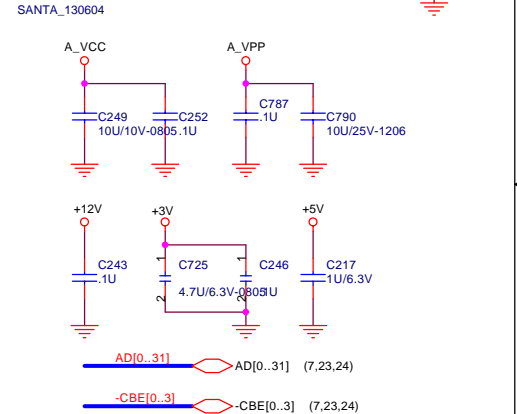 SANTA_130604
A_VCC A_VPP
C249 C252 C787 C790
10U/10V-0805 .1U .1U 10U/25V-1206
+12V +3V +5V
1 1
C243 C725 C246 C217
.1U 4.7U/6.3V-0805 .1U 1U/6.3V
2 2
AD[0..31] AD[0..31] (7,23,24)
-CBE[0..3] -CBE[0..3] (7,23,24)